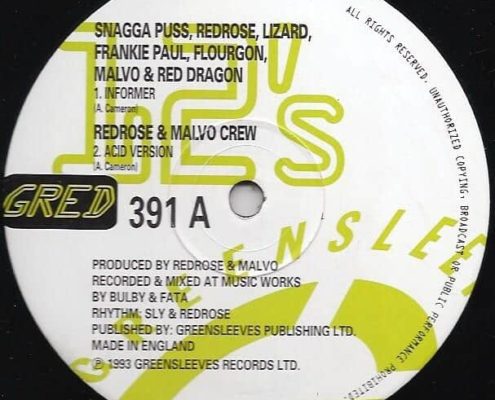 12's
SNAGGA PUSS, REDROSE, LIZARD,
FRANKIE PAUL, FLOURGON,
MALVO & RED DRAGON
1. INFORMER
(A. Cameron)
REDROSE & MALVO CREW
2. ACID VERSION
(A. Cameron)
GRED
391 A
PRODUCED BY REDROSE & MALVO
RECORDED & MIXED AT MUSIC WORKS
BY BULBY & FATA
RHYTHM: SLY & REDROSE
PUBLISHED BY: GREENSLEEVES PUBLISHING LTD.
MADE IN ENGLAND
℗ 1993 GREENSLEEVES RECORDS LTD.
ALL RIGHTS RESERVED. UNAUTHORIZED COPYING, BROADCAST OR PUBLIC PERFORMANCE PROHIBITED.